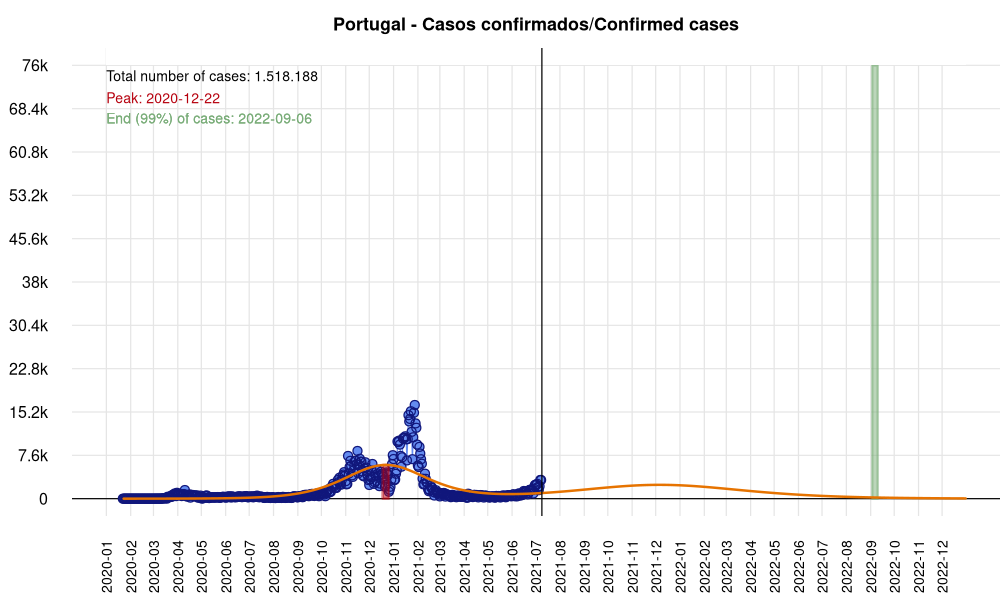 Portugal - Casos confirmados/Confirmed cases
Total number of cases: 1.518.188
Peak: 2020-12-22
End (99%) of cases: 2022-09-06
76k
68.4k
60.8k
53.2k
45.6k
38k
30.4k
22.8k
15.2k
7.6k
0
2020-01
2020-02
2020-03
2020-04
2020-05
2020-06
2020-07
2020-08
2020-09
2020-10
2020-11
2020-12
2021-01
2021-03
2021-04
2021-05
2021-06
2021-07
2021-08
2021-09
2021-10
2021-11
2021-12
2022-01
2022-02
2022-03
2022-04
2022-05
2022-06
2022-07
2022-08
2022-09
2022-10
2022-11
2022-12